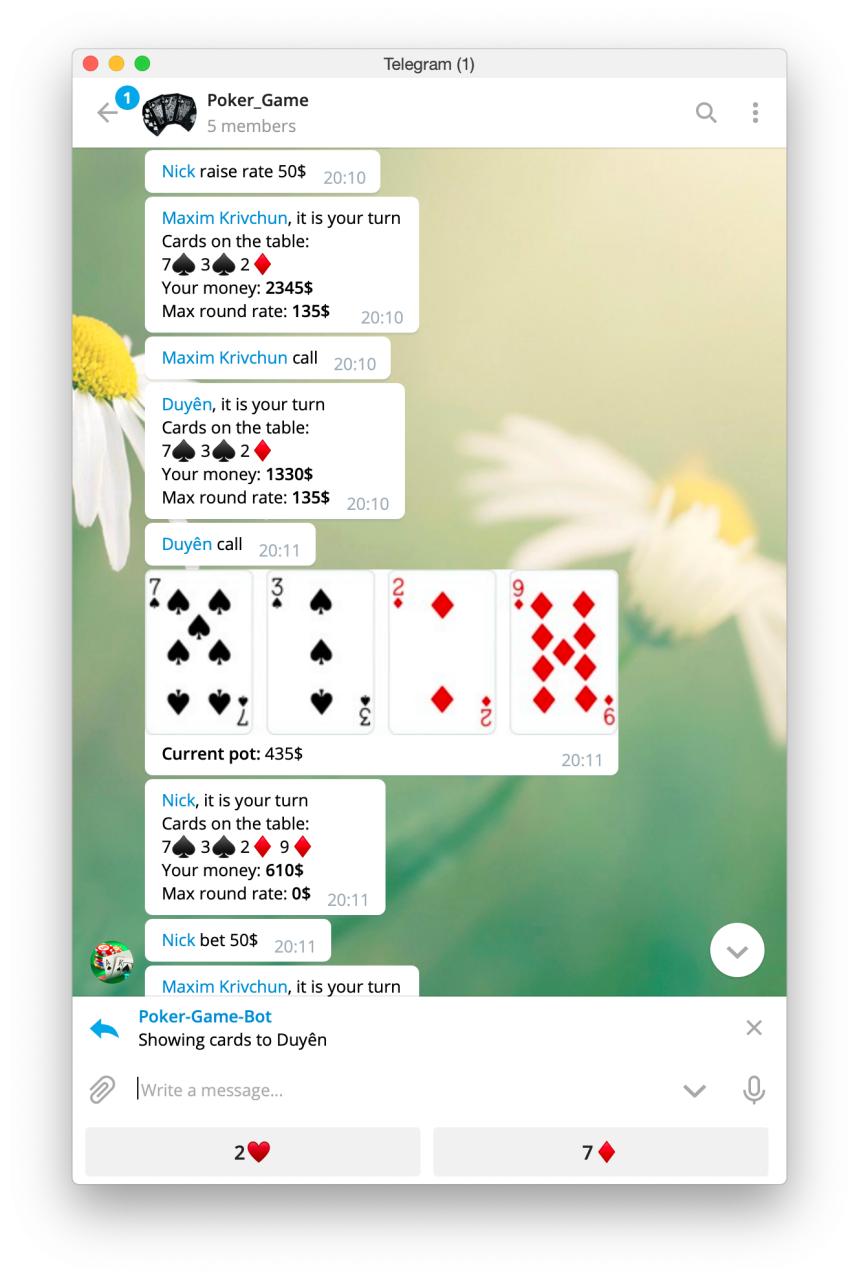 Telegram (1)
1
Poker_Game
5 members
Nick raise rate 50$ 20:10
Maxim Krivchun, it is your turn
Cards on the table:
7♠ 3♠ 2♦
Your money: 2345$
Max round rate: 135$ 20:10
Maxim Krivchun call 20:10
Duyên, it is your turn
Cards on the table:
7♠ 3♠ 2♦
Your money: 1330$
Max round rate: 135$ 20:10
Duyên call 20:11
7 3 2 9
7 3 2 9
Current pot: 435$ 20:11
Nick, it is your turn
Cards on the table:
7♠ 3♠ 2♦ 9♦
Your money: 610$
Max round rate: 0$ 20:11
Nick bet 50$ 20:11
Maxim Krivchun, it is your turn
Poker-Game-Bot
Showing cards to Duyên
Write a message...
2♥ 7♦